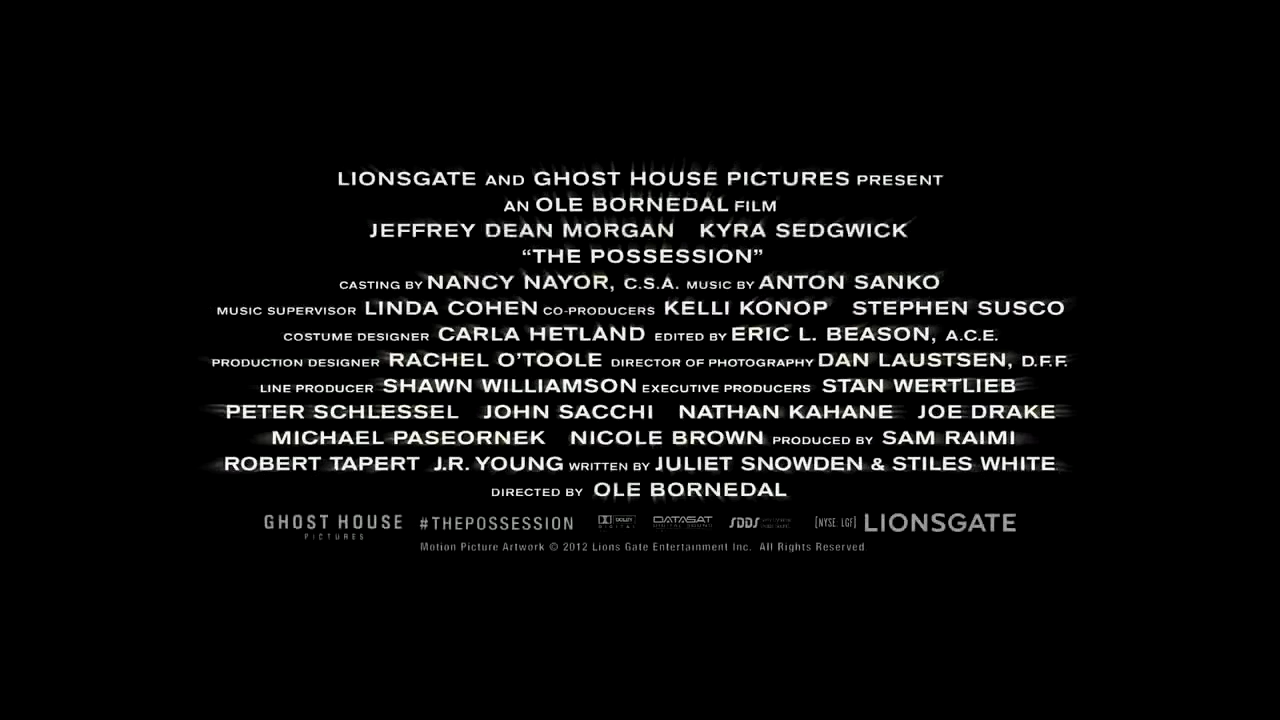 LIONSGATE AND GHOST HOUSE PICTURES PRESENT
AN OLE BORNEDAL FILM
JEFFREY DEAN MORGAN KYRA SEDGWICK
“THE POSSESSION”
CASTING BY NANCY NAYOR, C.S.A. MUSIC BY ANTON SANKO
MUSIC SUPERVISOR LINDA COHEN CO-PRODUCERS KELLI KONOP STEPHEN SUSCO
COSTUME DESIGNER CARLA HETLAND EDITED BY ERIC L. BEASON, A.C.E.
PRODUCTION DESIGNER RACHEL O'TOOLE DIRECTOR OF PHOTOGRAPHY DAN LAUSTSEN, D.F.F.
LINE PRODUCER SHAWN WILLIAMSON EXECUTIVE PRODUCERS STAN WERTLIEB
PETER SCHLESSEL JOHN SACCHI NATHAN KAHANE JOE DRAKE
MICHAEL PASEORNEK NICOLE BROWN PRODUCED BY SAM RAIMI
ROBERT TAPERT J.R. YOUNG WRITTEN BY JULIET SNOWDEN & STILES WHITE
DIRECTED BY OLE BORNEDAL
GHOST HOUSE PICTURES #THEPOSSESSION DOLBY DIGITAL DATASAT DIGITAL SOUND SDDS [NYSE: LGF] LIONSGATE
Motion Picture Artwork © 2012 Lions Gate Entertainment Inc. All Rights Reserved